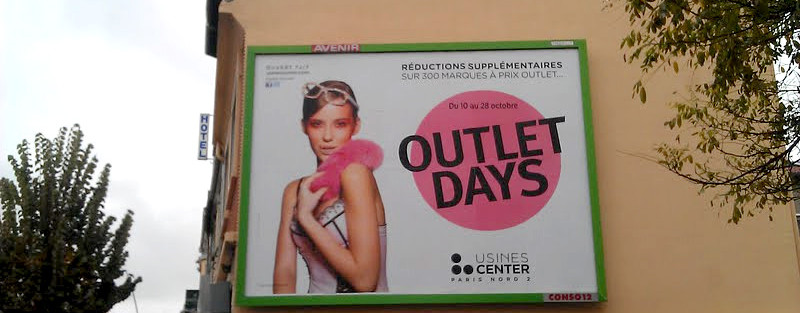 AVENIR
RÉDUCTIONS SUPPLÉMENTAIRES
SUR 300 MARQUES À PRIX OUTLET...
Du 10 au 28 octobre
OUTLET
DAYS
HOTEL
USINES
CENTER
PARIS NORD 2
CONSO12